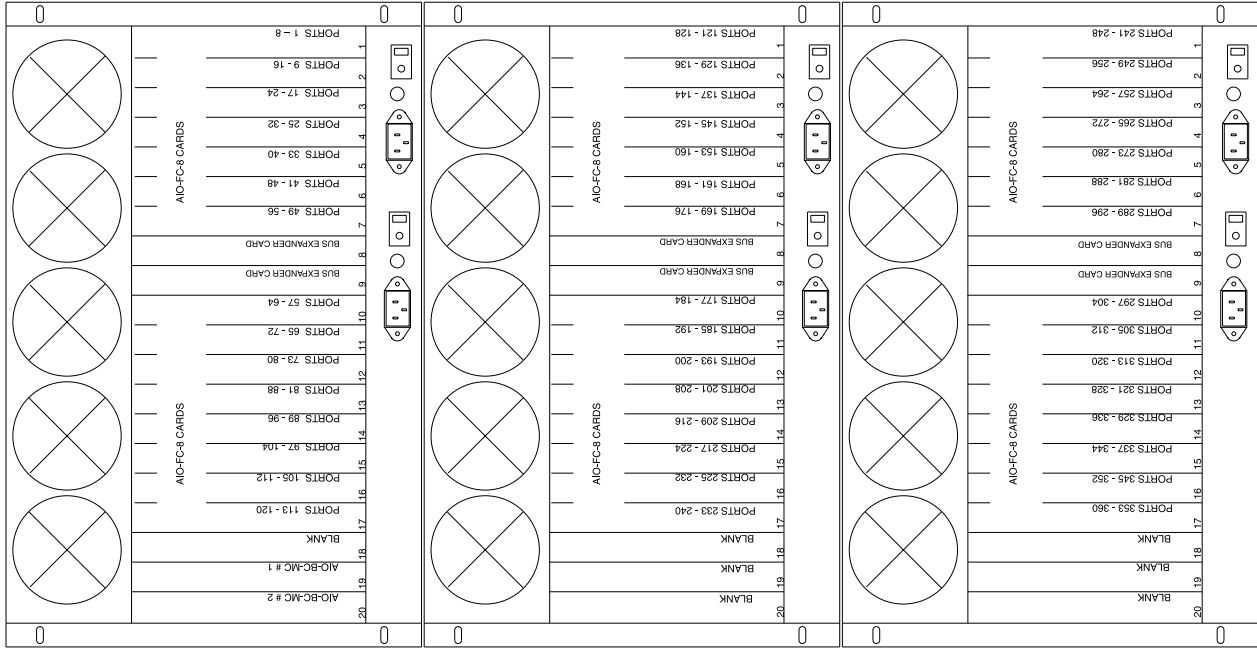 PORTS 1 – 8
1
PORTS 9 - 16
2
PORTS 17 - 24
3
PORTS 25 - 32
4
PORTS 33 - 40
5
PORTS 41 - 48
6
PORTS 49 - 56
7
AIO-FC-8 CARDS
BUS EXPANDER CARD
8
BUS EXPANDER CARD
9
PORTS 57 - 64
10
PORTS 65 - 72
11
PORTS 73 - 80
12
PORTS 81 - 88
13
PORTS 89 - 96
14
PORTS 97 - 104
15
PORTS 105 - 112
16
PORTS 113 - 120
17
AIO-FC-8 CARDS
BLANK
18
AIO-BC-MC # 1
19
AIO-BC-MC # 2
20
PORTS 121 - 128
1
PORTS 129 - 136
2
PORTS 137 - 144
3
PORTS 145 - 152
4
PORTS 153 - 160
5
PORTS 161 - 168
6
PORTS 169 - 176
7
AIO-FC-8 CARDS
BUS EXPANDER CARD
8
BUS EXPANDER CARD
9
PORTS 177 - 184
10
PORTS 185 - 192
11
PORTS 193 - 200
12
PORTS 201 - 208
13
PORTS 209 - 216
14
PORTS 217 - 224
15
PORTS 225 - 232
16
PORTS 233 - 240
17
AIO-FC-8 CARDS
BLANK
18
BLANK
19
BLANK
20
PORTS 241 - 248
1
PORTS 249 - 256
2
PORTS 257 - 264
3
PORTS 265 - 272
4
PORTS 273 - 280
5
PORTS 281 - 288
6
PORTS 289 - 296
7
AIO-FC-8 CARDS
BUS EXPANDER CARD
8
BUS EXPANDER CARD
9
PORTS 297 - 304
10
PORTS 305 - 312
11
PORTS 313 - 320
12
PORTS 321 - 328
13
PORTS 329 - 336
14
PORTS 337 - 344
15
PORTS 345 - 352
16
PORTS 353 - 360
17
AIO-FC-8 CARDS
BLANK
18
BLANK
19
BLANK
20